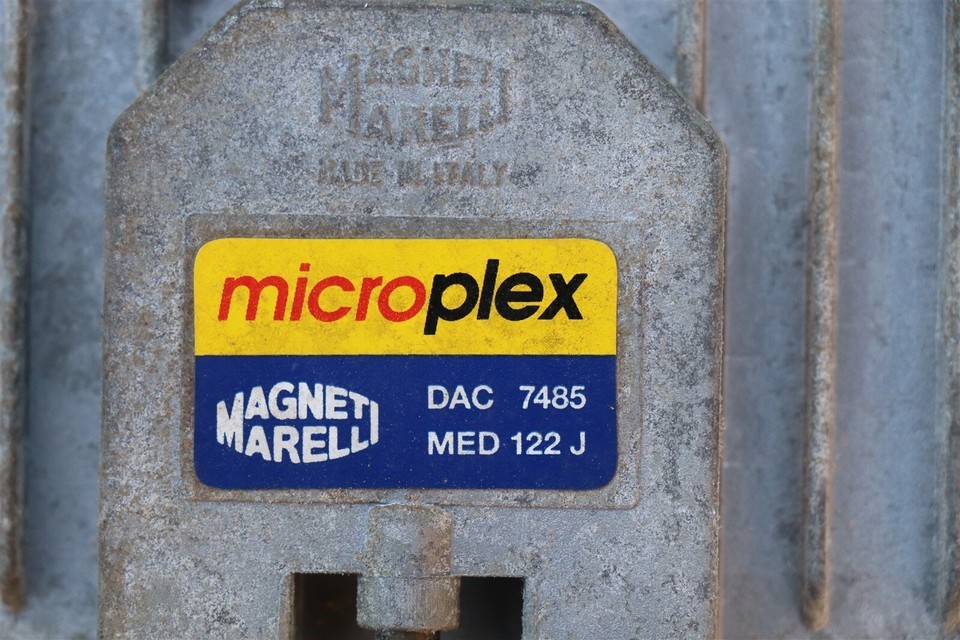 MAGNETI
MARELLI
MADE IN ITALY
microplex
MAGNETI
MARELLI
DAC 7485
MED 122 J